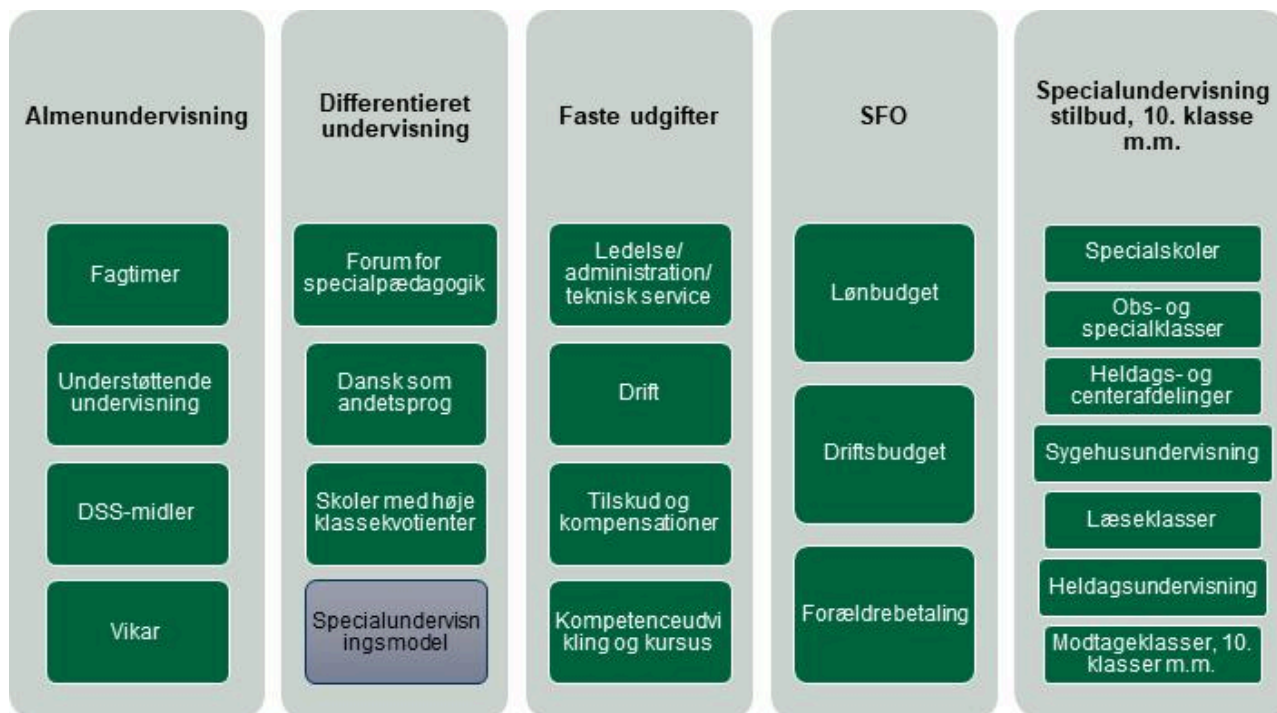 Almenundervisning
Fagtimer
Understøttende
undervisning
DSS-midler
Vikar
Differentieret
undervisning
Forum for
specialpædagogik
Dansk som
andetsprog
Skoler med høje
klassekvotienter
Specialundervisn
ingsmodel
Faste udgifter
Ledelse/
administration/
teknisk service
Drift
Tilskud og
kompensationer
Kompetenceudvi
kling og kursus
SFO
Lønbudget
Driftsbudget
Forældrebetaling
Specialundervisning
stilbud, 10. klasse
m.m.
Specialskoler
Obs- og
specialklasser
Heldags- og
centerafdelinger
Sygehusundervisning
Læseklasser
Heldagsundervisning
Modtageklasser, 10.
klasser m.m.